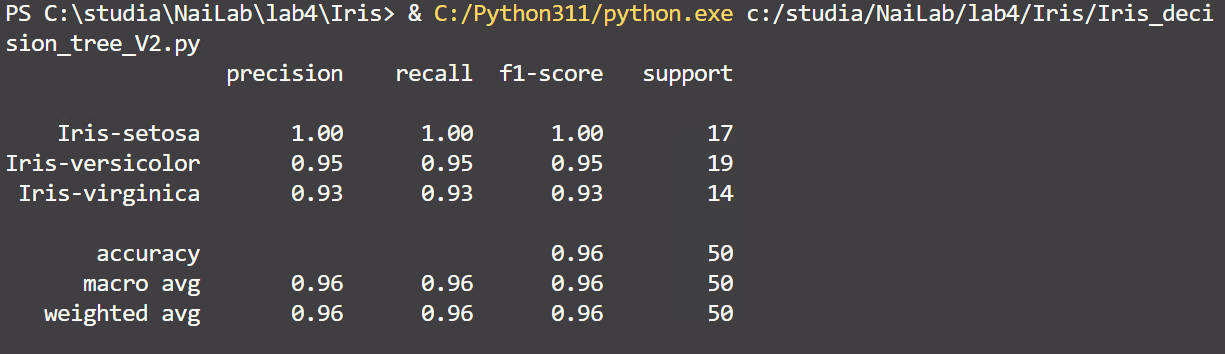 PS C:\studia\NaiLab\lab4\Iris> & C:/Python311/python.exe c:/studia/NaiLab/lab4/Iris/Iris_deci
sion_tree_V2.py
precision recall f1-score support
Iris-setosa 1.00 1.00 1.00 17
Iris-versicolor 0.95 0.95 0.95 19
Iris-virginica 0.93 0.93 0.93 14
accuracy 0.96 50
macro avg 0.96 0.96 0.96 50
weighted avg 0.96 0.96 0.96 50